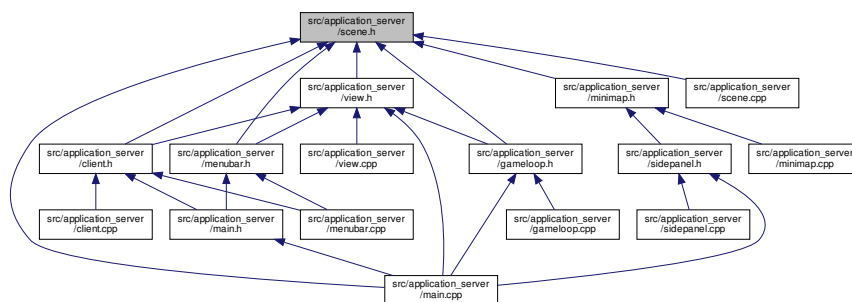 src/application_server
/scene.h
src/application_server
/view.h
src/application_server
/minimap.h
src/application_server
/scene.cpp
src/application_server
/client.h
src/application_server
/menubar.h
src/application_server
/view.cpp
src/application_server
/gameloop.h
src/application_server
/sidepanel.h
src/application_server
/minimap.cpp
src/application_server
/client.cpp
src/application_server
/main.h
src/application_server
/menubar.cpp
src/application_server
/gameloop.cpp
src/application_server
/sidepanel.cpp
src/application_server
/main.cpp